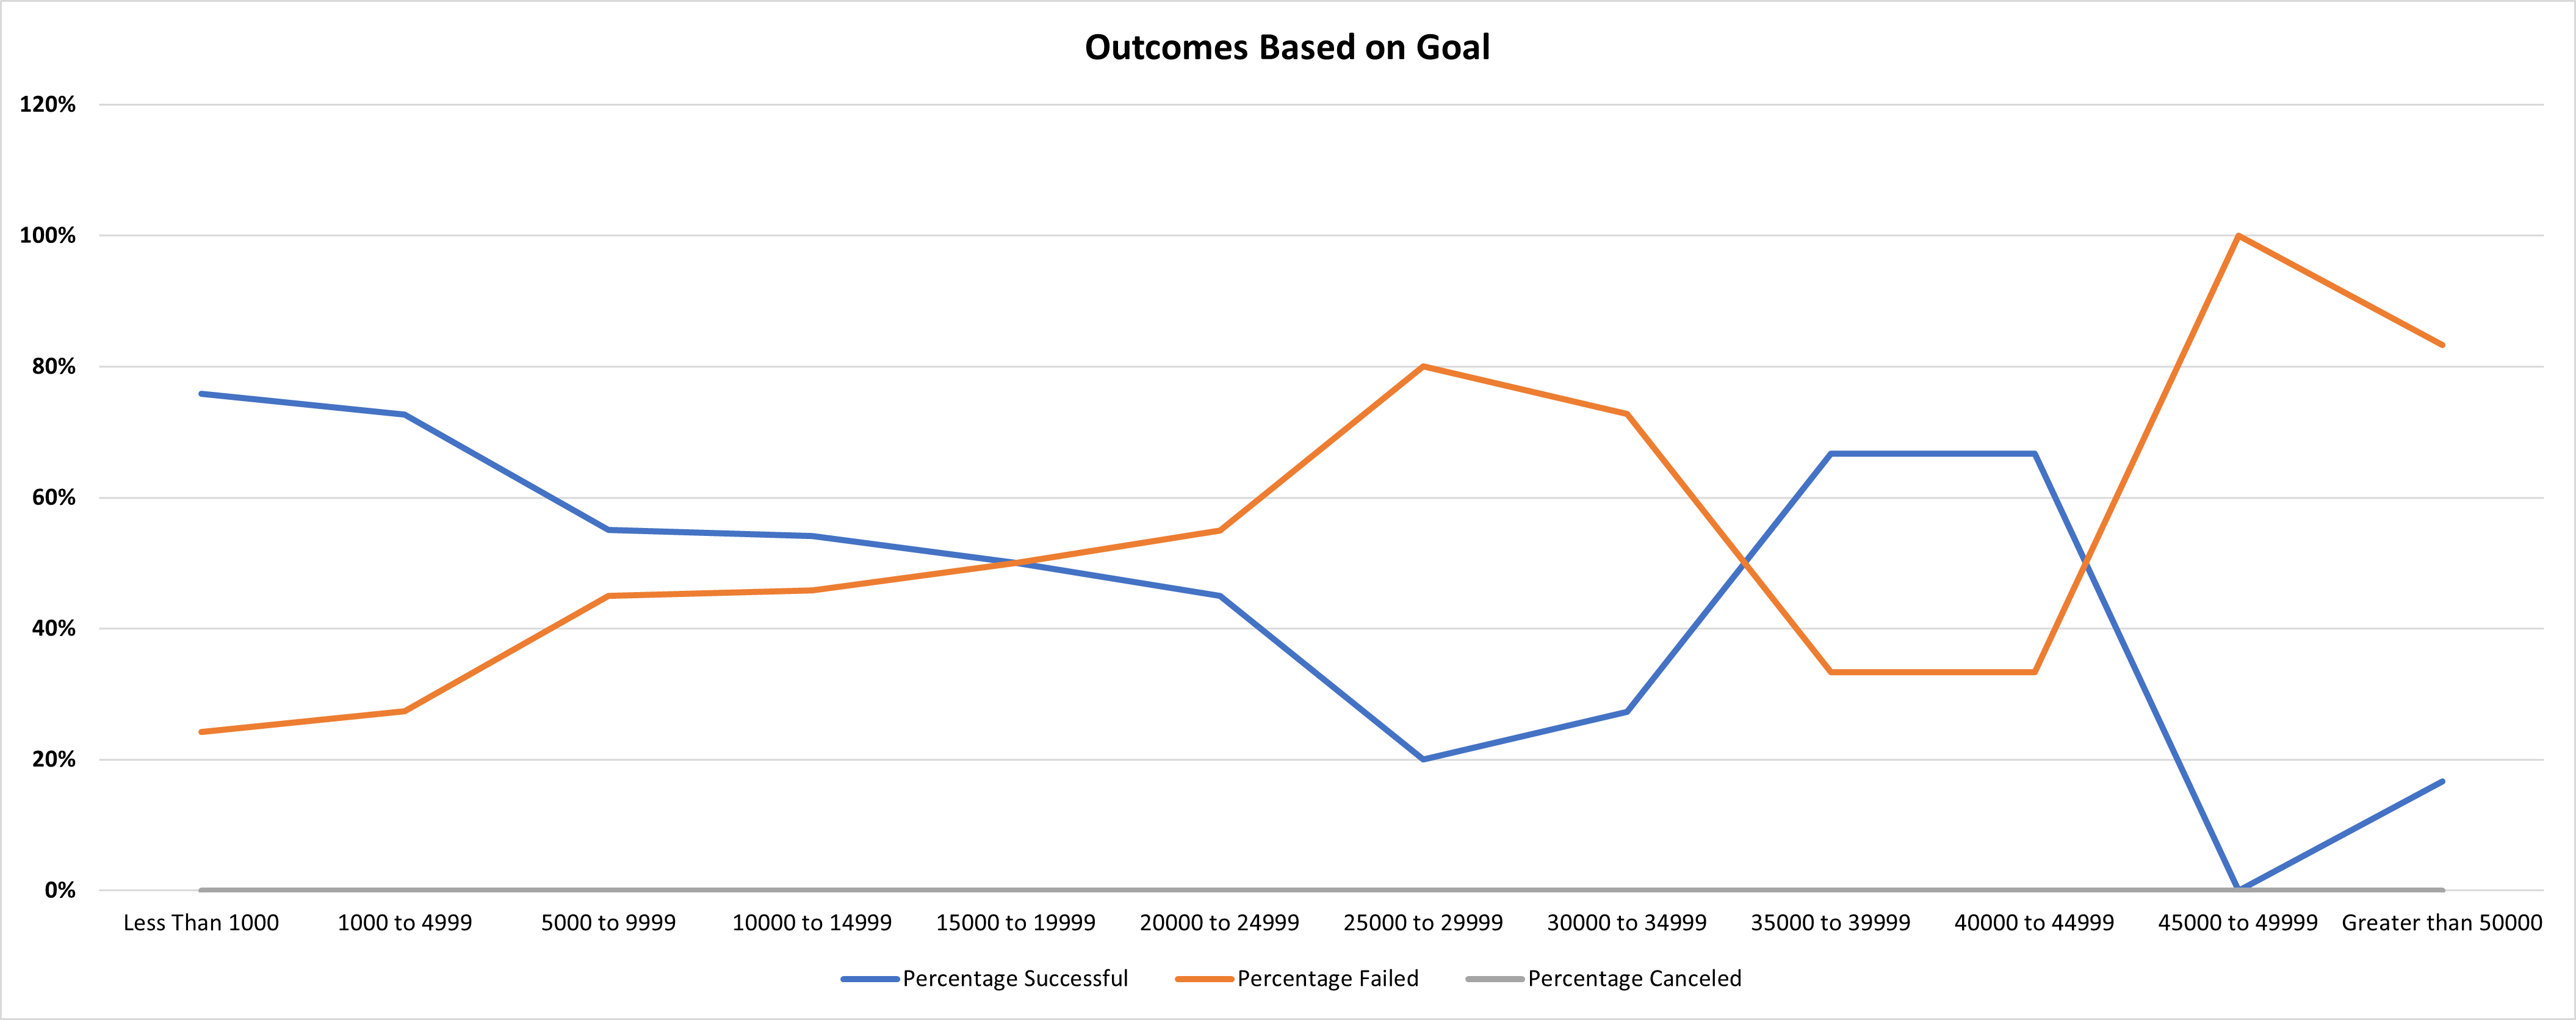 Outcomes Based on Goal
120%
100%
80%
60%
40%
20%
0%
Less Than 1000 1000 to 4999 5000 to 9999 10000 to 14999 15000 to 19999 20000 to 24999 25000 to 29999 30000 to 34999 35000 to 39999 40000 to 44999 45000 to 49999 Greater than 50000
Percentage Successful Percentage Failed Percentage Canceled